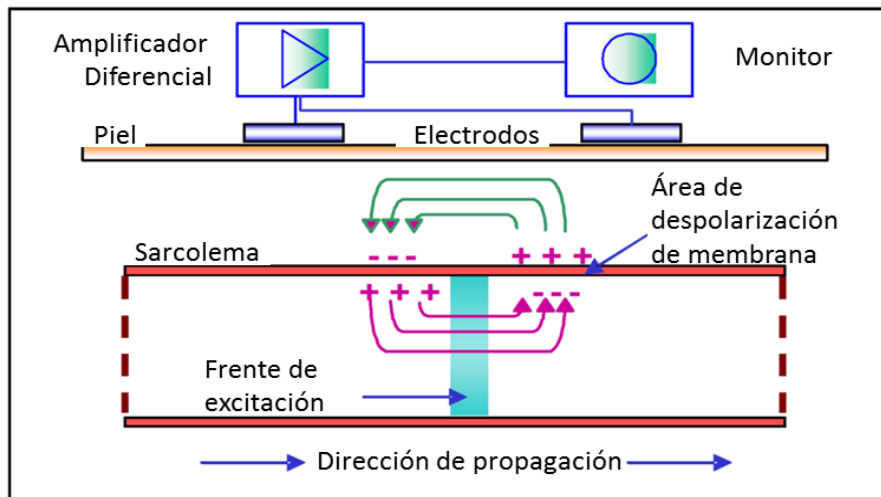 Amplificador
Diferencial
Monitor
Piel
Electrodos
Área de
despolarización
de membrana
Sarcolema
- - -
+ + +
+ + +
- - -
Frente de
excitación
Dirección de propagación